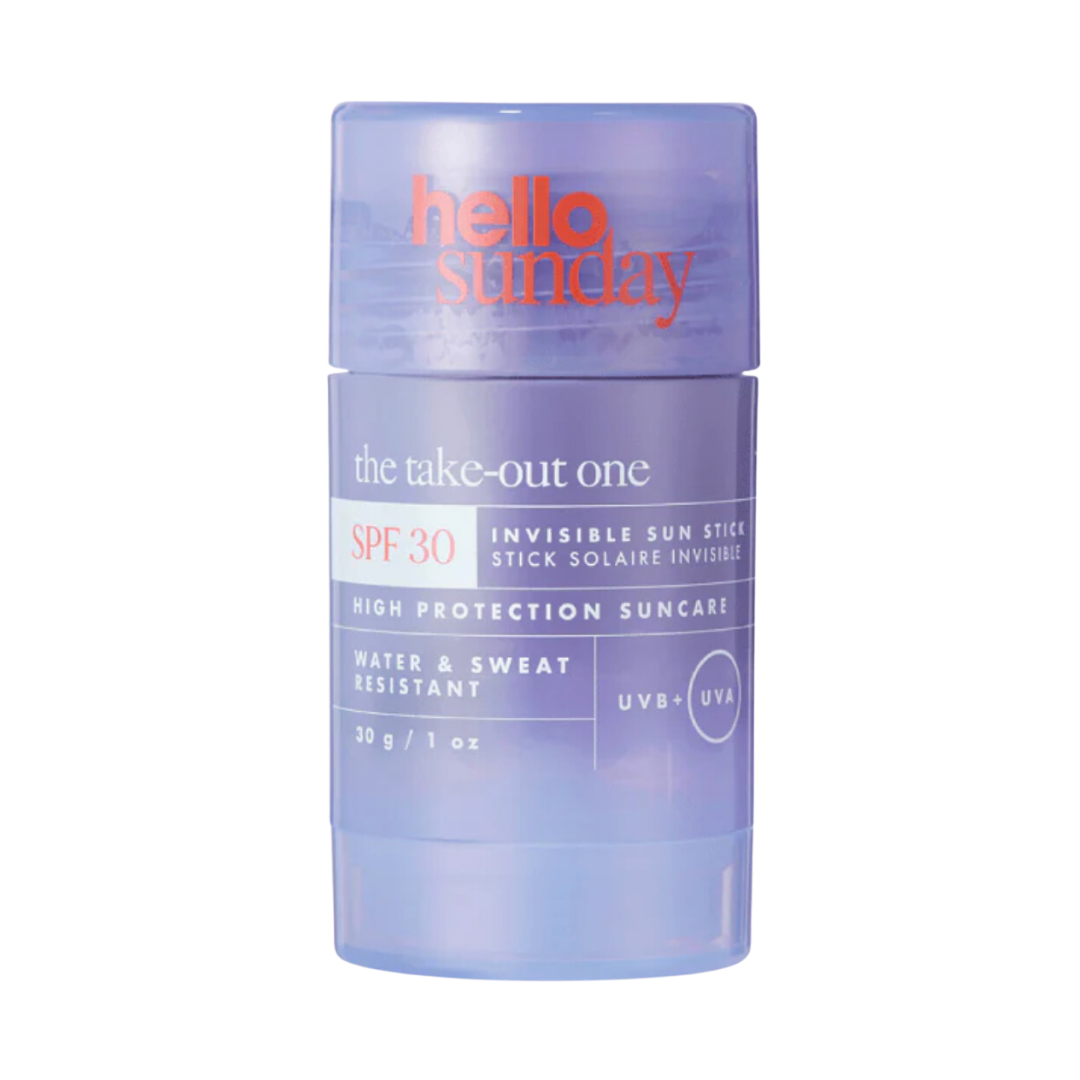 hello
sunday
the take-out one
SPF 30
INVISIBLE SUN STICK
STICK SOLAIRE INVISIBLE
HIGH PROTECTION SUNCARE
WATER & SWEAT
RESISTANT
UVB+ UVA
30 g / 1 oz